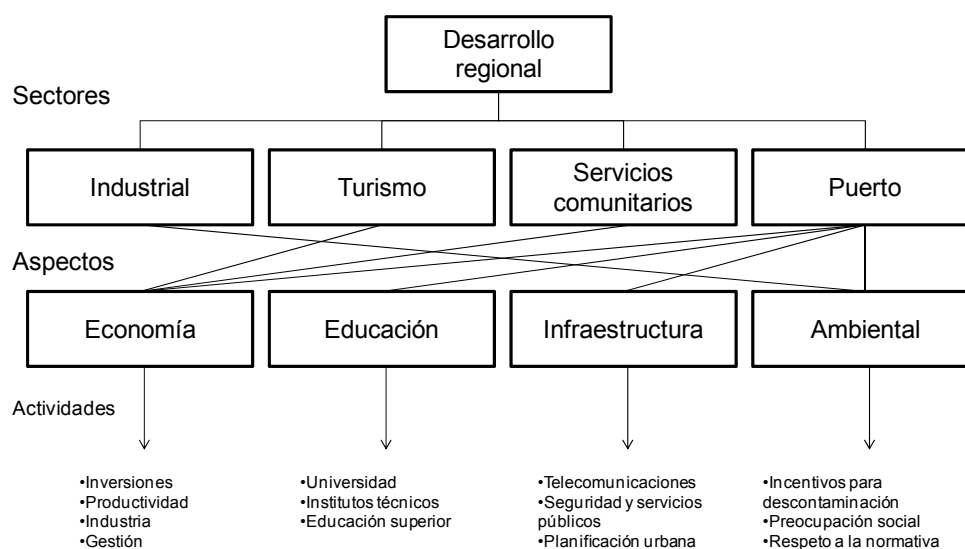 Desarrollo
regional
Sectores
Industrial
Turismo
Servicios
comunitarios
Puerto
Aspectos
Economía
Educación
Infraestructura
Ambiental
Actividades
•Inversiones
•Productividad
•Industria
•Gestión
•Universidad
•Institutos técnicos
•Educación superior
•Telecomunicaciones
•Seguridad y servicios
públicos
•Planificación urbana
•Incentivos para
descontaminación
•Preocupación social
•Respeto a la normativa